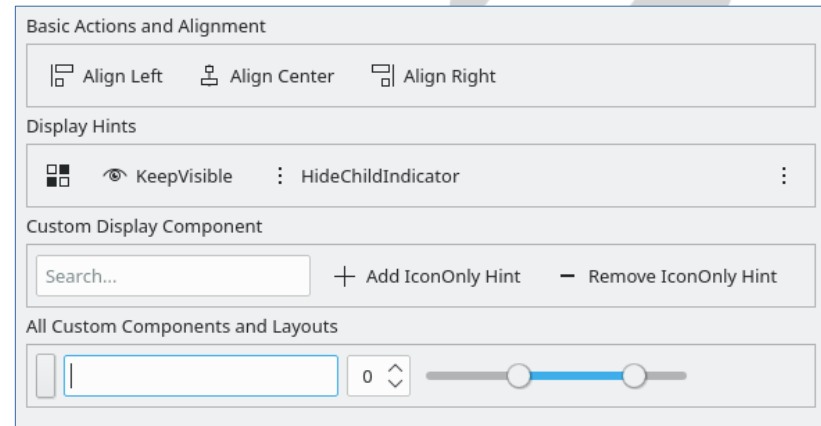 Basic Actions and Alignment
Align Left Align Center Align Right
Display Hints
KeepVisible HideChildIndicator
Custom Display Component
Search... Add IconOnly Hint Remove IconOnly Hint
All Custom Components and Layouts
0